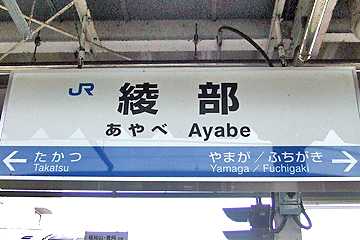 JR 綾部
あやべ Ayabe
← たかつ やまが／ふちがき →
Takatsu Yamaga／Fuchigaki